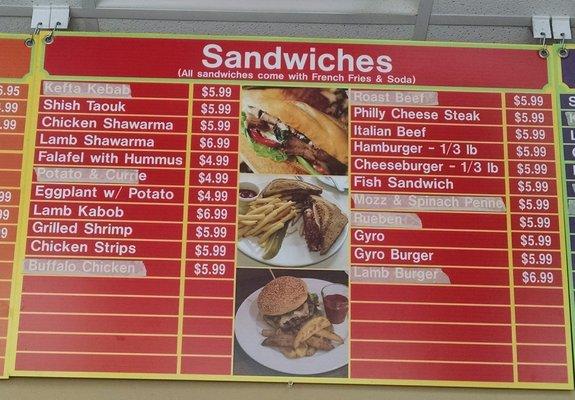 Sandwiches
(All sandwiches come with French Fries & Soda)
Kefta Kebab $5.99
Shish Taouk $5.99
Chicken Shawarma $5.99
Lamb Shawarma $6.99
Falafel with Hummus $4.99
Potato & Currie $4.99
Eggplant w/ Potato $4.99
Lamb Kabob $6.99
Grilled Shrimp $5.99
Chicken Strips $5.99
Buffalo Chicken $5.99
Roast Beef $5.99
Philly Cheese Steak $5.99
Italian Beef $5.99
Hamburger - 1/3 lb $5.99
Cheeseburger - 1/3 lb $5.99
Fish Sandwich $5.99
Mozz & Spinach Penne $5.99
Rueben $5.99
Gyro $5.99
Gyro Burger $5.99
Lamb Burger $6.99